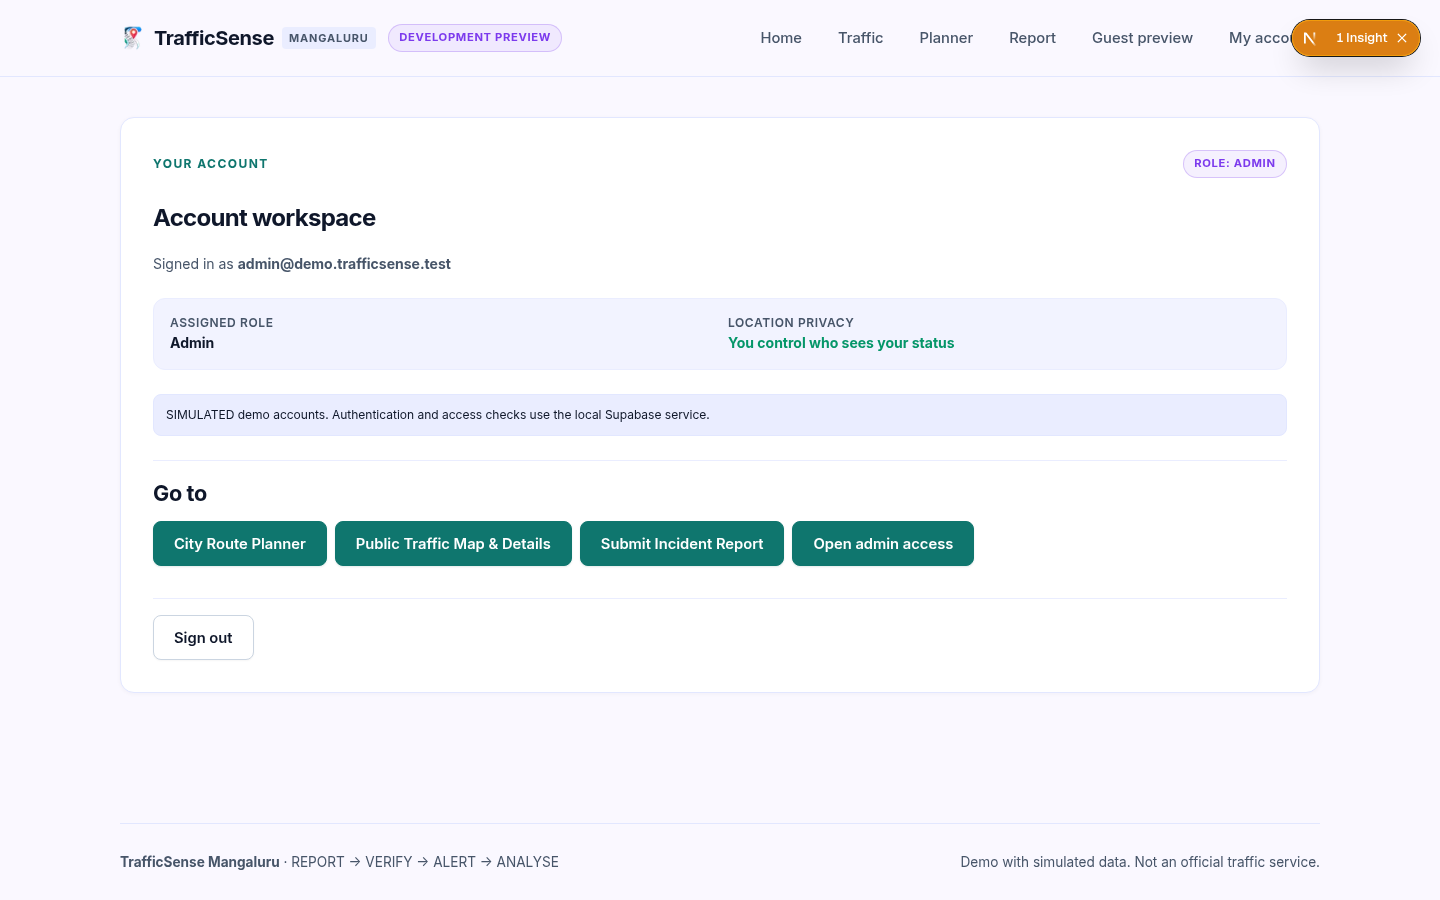 TrafficSense MANGALURU DEVELOPMENT PREVIEW Home Traffic Planner Report Guest preview My 1 Insight
YOUR ACCOUNT ROLE: ADMIN
Account workspace
Signed in as admin@demo.trafficsense.test
ASSIGNED ROLE LOCATION PRIVACY
Admin You control who sees your status
SIMULATED demo accounts. Authentication and access checks use the local Supabase service.
Go to
City Route Planner Public Traffic Map & Details Submit Incident Report Open admin access
Sign out
TrafficSense Mangaluru · REPORT → VERIFY → ALERT → ANALYSE Demo with simulated data. Not an official traffic service.